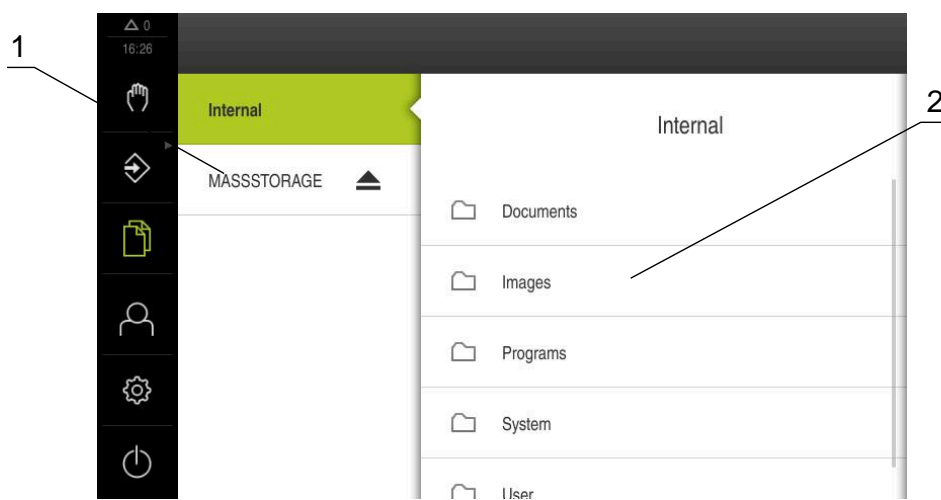 1
0
16:26
Internal
MASSSTORAGE
Internal
2
Documents
Images
Programs
System
User